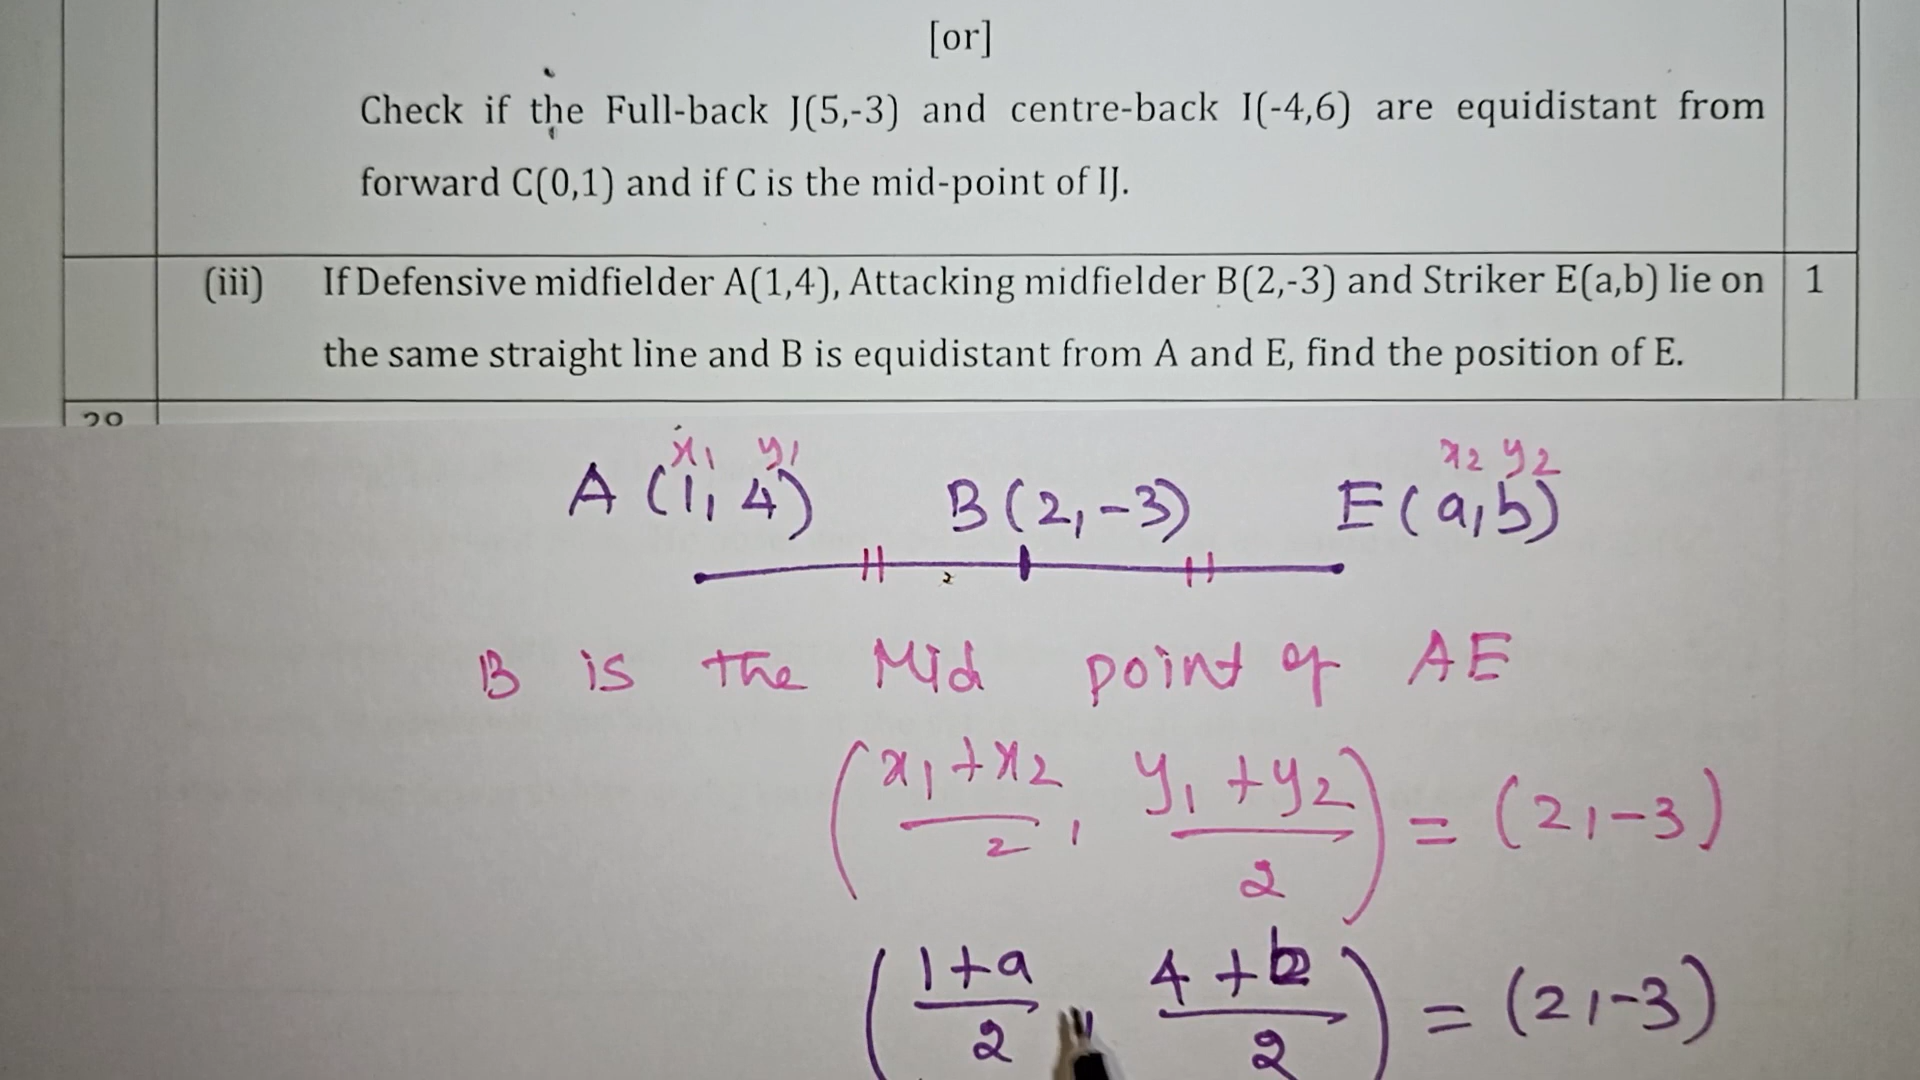 [or]
Check if the Full-back J(5,-3) and centre-back I(-4,6) are equidistant from
forward C(0,1) and if C is the mid-point of IJ.
(iii) If Defensive midfielder A(1,4), Attacking midfielder B(2,-3) and Striker E(a,b) lie on 1
the same straight line and B is equidistant from A and E, find the position of E.
x1 y1 x2 y2
A (1, 4) B(2,-3) E(a,b)
B is the Mid point of AE
(x1+x2/2, y1+y2/2) = (2,-3)
(1+a/2, 4+b/2) = (2,-3)